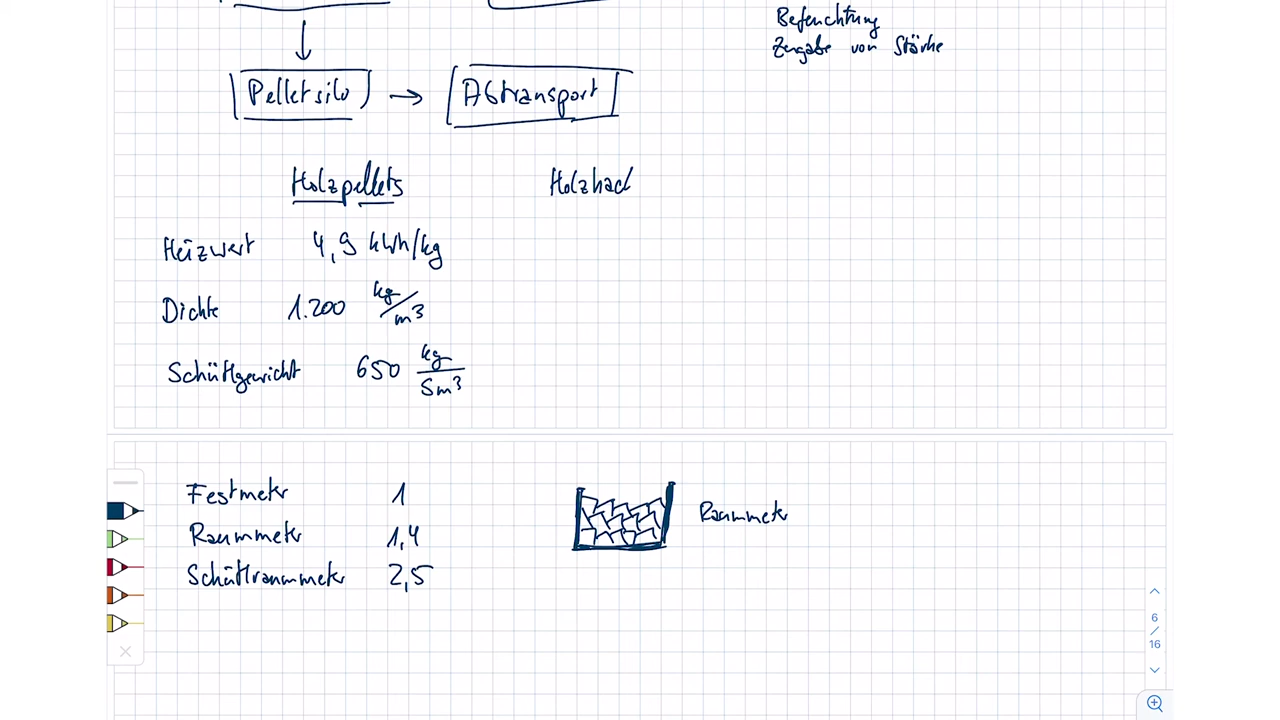 Befeuchtung
Zugabe von Stärke
Pelletsilo → Abtransport
Holzpellets Holzhack
Heizwert 4,9 kWh/kg
Dichte 1.200 kg/m³
Schüttgewicht 650 kg/Sm³
Festmeter 1
Raummeter 1,4
Schüttraummeter 2,5
Raummeter
6
/
16